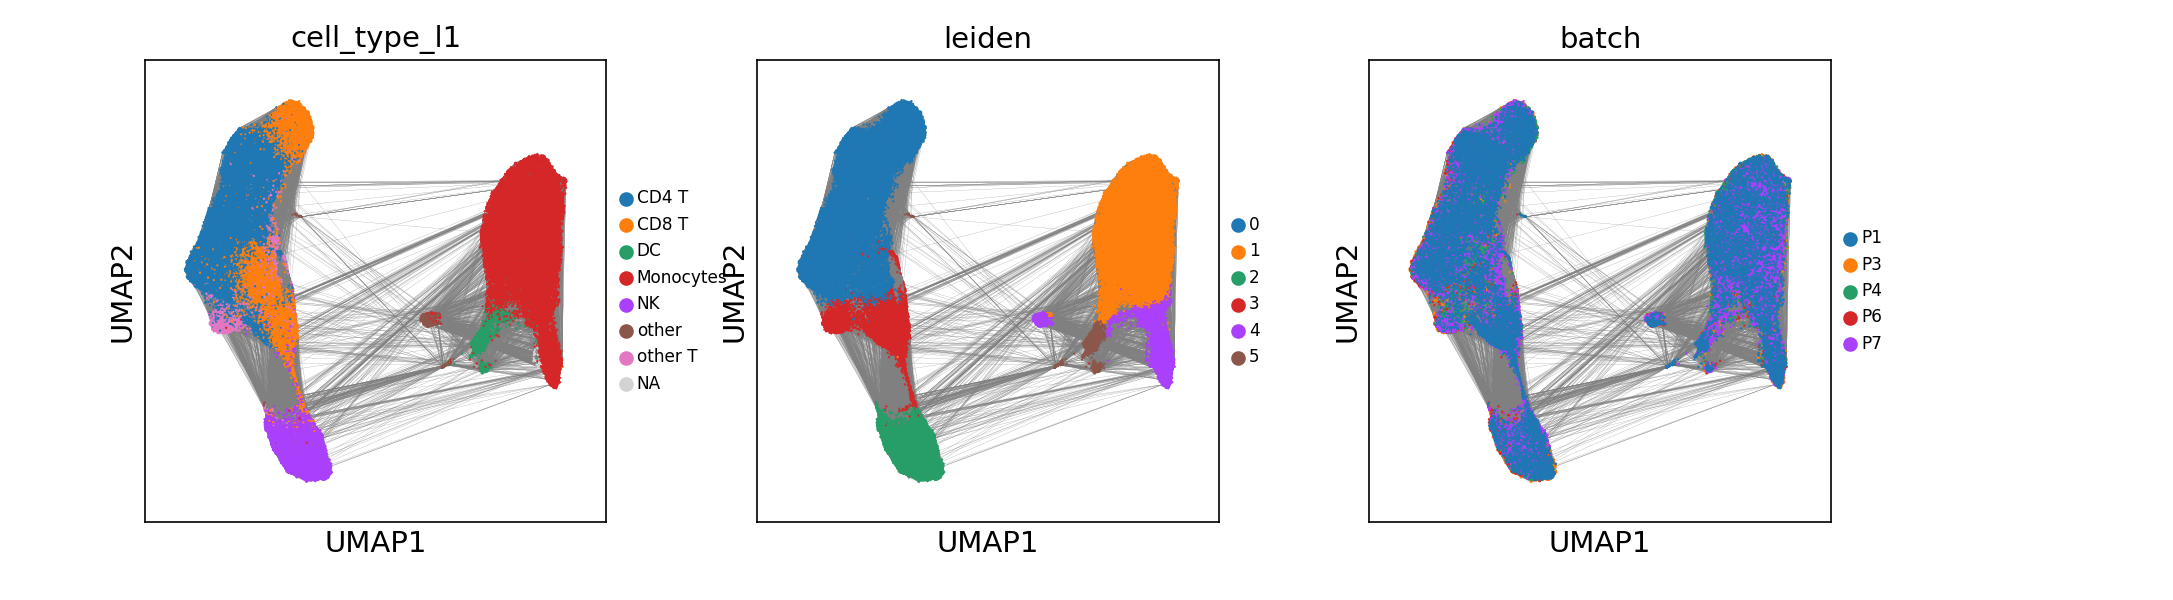 cell_type_l1
UMAP2
UMAP1
CD4 T
CD8 T
DC
Monocytes
NK
other
other T
NA
leiden
UMAP2
UMAP1
0
1
2
3
4
5
batch
UMAP2
UMAP1
P1
P3
P4
P6
P7